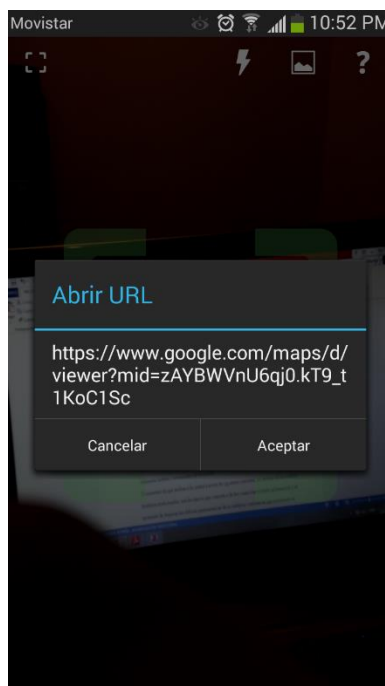 Movistar 10:52 PM
?
Abrir URL
https://www.google.com/maps/d/
viewer?mid=zAYBWVnU6qj0.kT9_t
1KoC1Sc
Cancelar Aceptar